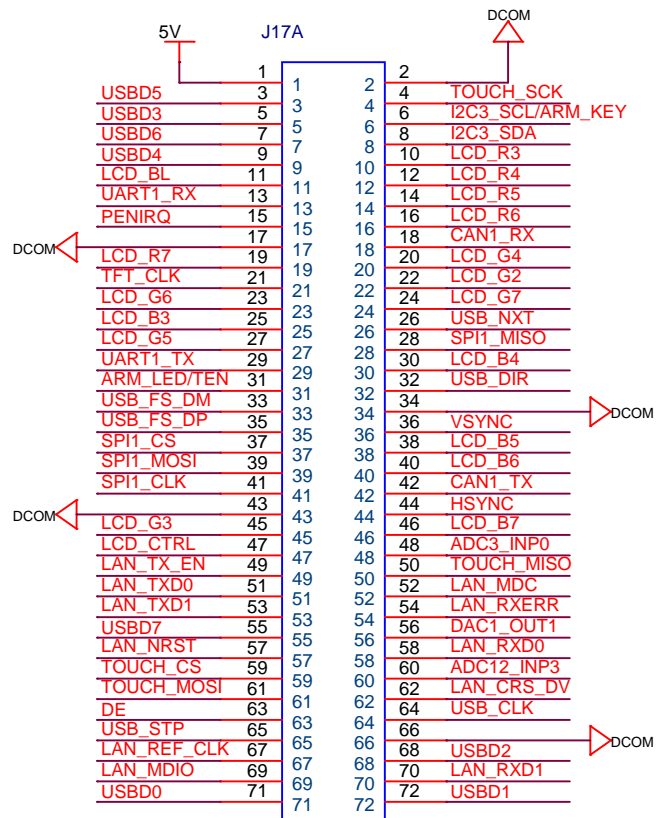 DCOM
5V J17A
1 1 2 2
USBD5 3 3 4 4 TOUCH_SCK
USBD3 5 5 6 6 I2C3_SCL/ARM_KEY
USBD6 7 7 8 8 I2C3_SDA
USBD4 9 9 10 10 LCD_R3
LCD_BL 11 11 12 12 LCD_R4
UART1_RX 13 13 14 14 LCD_R5
PENIRQ 15 15 16 16 LCD_R6
DCOM 17 17 18 18 CAN1_RX
LCD_R7 19 19 20 20 LCD_G4
TFT_CLK 21 21 22 22 LCD_G2
LCD_G6 23 23 24 24 LCD_G7
LCD_B3 25 25 26 26 USB_NXT
LCD_G5 27 27 28 28 SPI1_MISO
UART1_TX 29 29 30 30 LCD_B4
ARM_LED/TEN 31 31 32 32 USB_DIR
USB_FS_DM 33 33 34 34 DCOM
USB_FS_DP 35 35 36 36 VSYNC
SPI1_CS 37 37 38 38 LCD_B5
SPI1_MOSI 39 39 40 40 LCD_B6
SPI1_CLK 41 41 42 42 CAN1_TX
DCOM 43 43 44 44 HSYNC
LCD_G3 45 45 46 46 LCD_B7
LCD_CTRL 47 47 48 48 ADC3_INP0
LAN_TX_EN 49 49 50 50 TOUCH_MISO
LAN_TXD0 51 51 52 52 LAN_MDC
LAN_TXD1 53 53 54 54 LAN_RXERR
USBD7 55 55 56 56 DAC1_OUT1
LAN_NRST 57 57 58 58 LAN_RXD0
TOUCH_CS 59 59 60 60 ADC12_INP3
TOUCH_MOSI 61 61 62 62 LAN_CRS_DV
DE 63 63 64 64 USB_CLK
USB_STP 65 65 66 66 DCOM
LAN_REF_CLK 67 67 68 68 USBD2
LAN_MDIO 69 69 70 70 LAN_RXD1
USBD0 71 71 72 72 USBD1